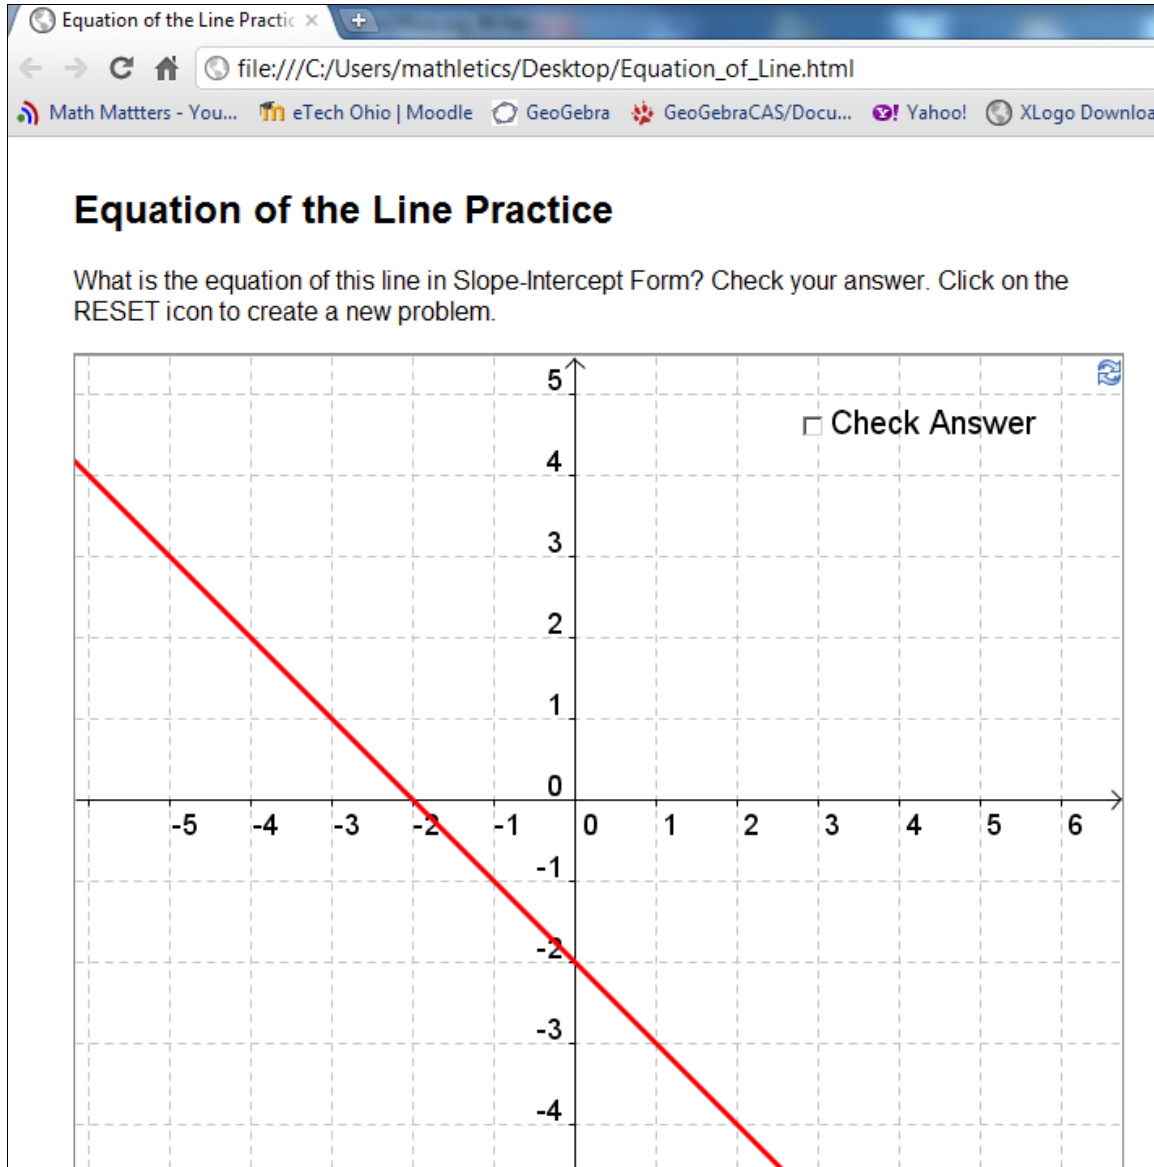 Equation of the Line Practic
file:///C:/Users/mathletics/Desktop/Equation_of_Line.html
Math Mattters - You... eTech Ohio | Moodle GeoGebra GeoGebraCAS/Docu... Yahoo! XLogo Downloa
Equation of the Line Practice
What is the equation of this line in Slope-Intercept Form? Check your answer. Click on the
RESET icon to create a new problem.
5
Check Answer
4
3
2
1
0
-5 -4 -3 -2 -1 0 1 2 3 4 5 6
-1
-2
-3
-4